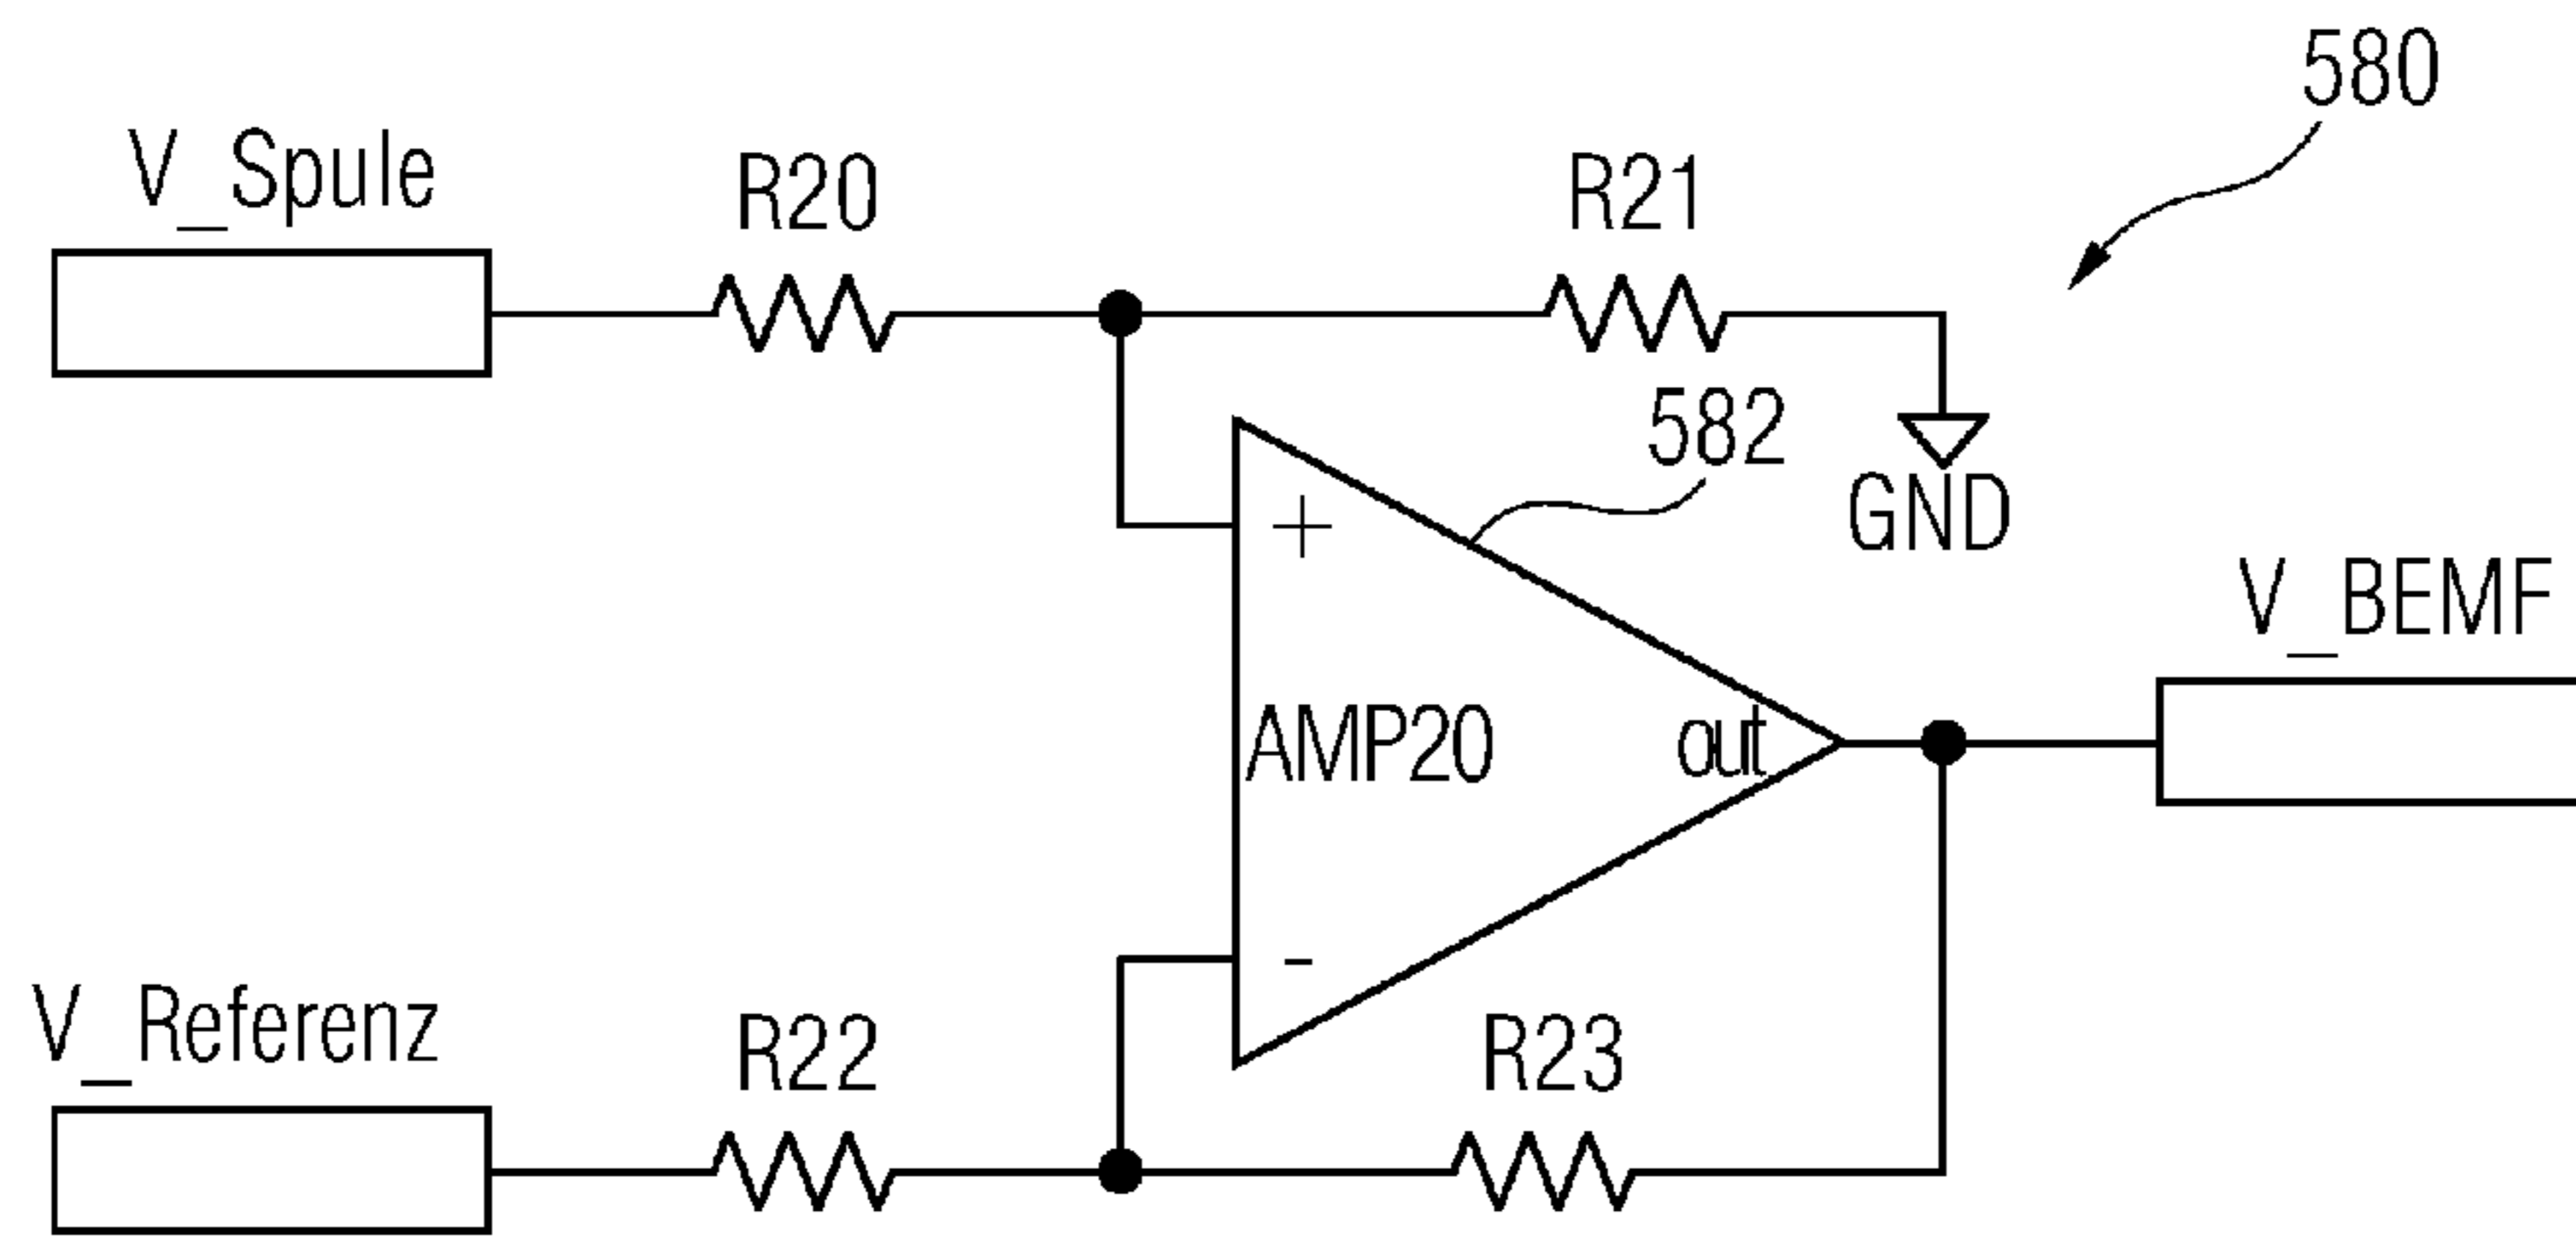 580
V_Spule
R20
R21
582
GND
+
V_BEMF
AMP20
out
-
V_Referenz
R22
R23